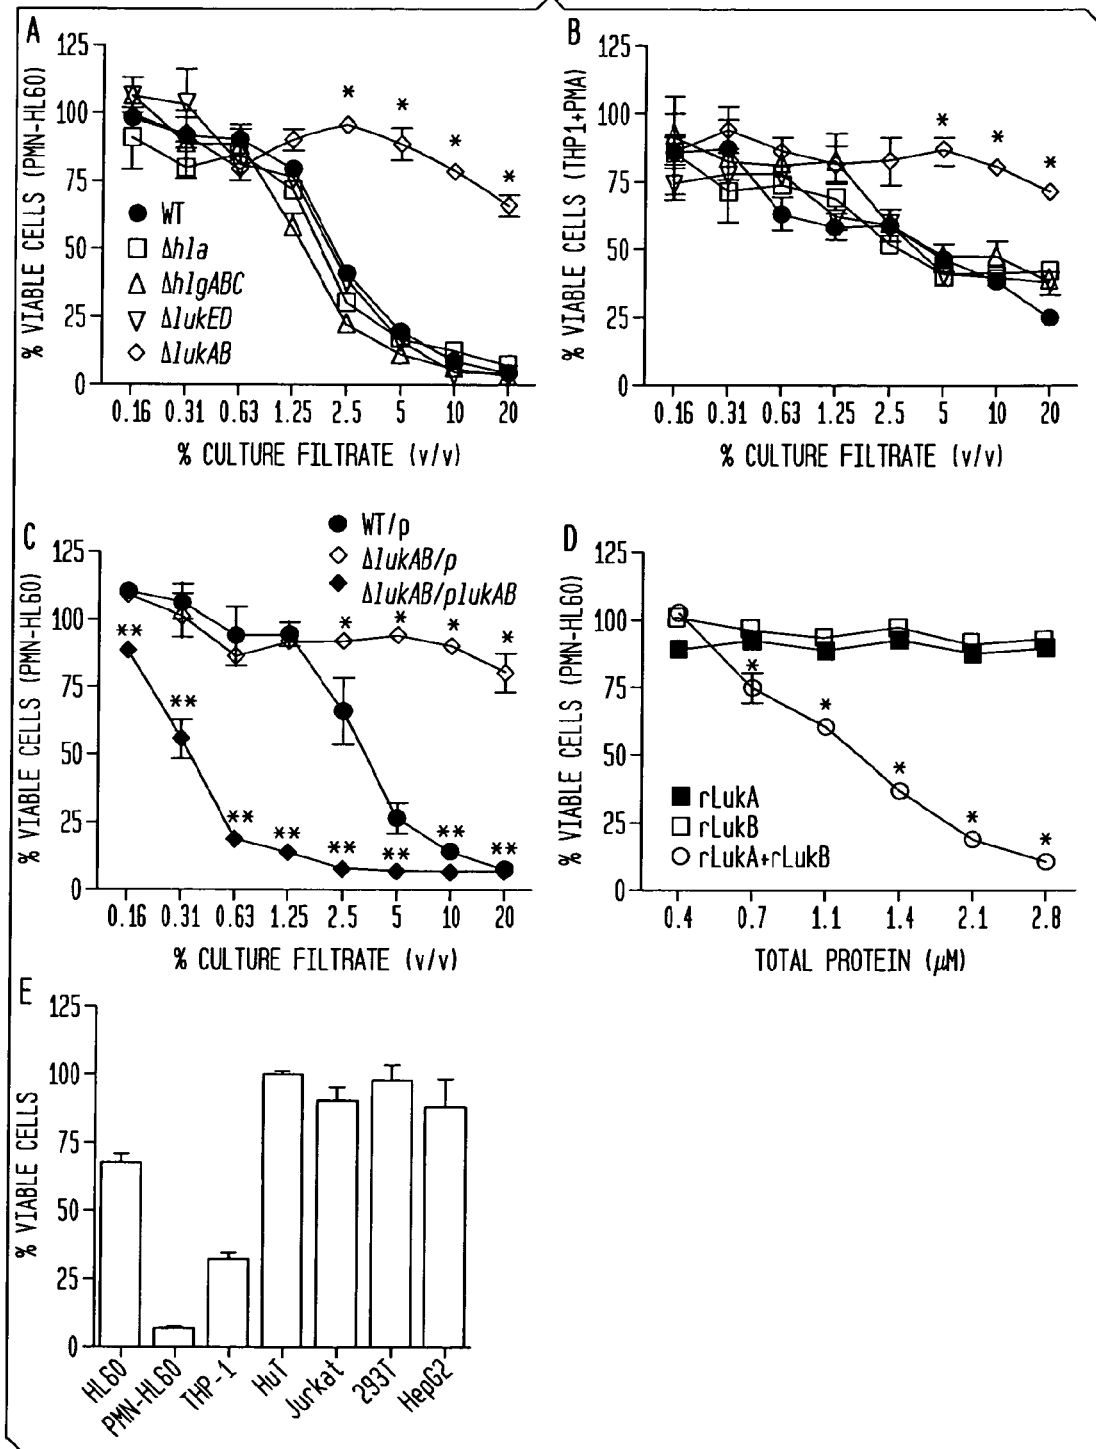 A
% VIABLE CELLS (PMN-HL60)
125
100
75
50
25
0
WT
Δhla
ΔhlgABC
ΔlukED
ΔlukAB
* * * *
0.16 0.31 0.63 1.25 2.5 5 10 20
% CULTURE FILTRATE (v/v)
B
% VIABLE CELLS (THP1+PMA)
125
100
75
50
25
0
* * *
0.16 0.31 0.63 1.25 2.5 5 10 20
% CULTURE FILTRATE (v/v)
C
% VIABLE CELLS (PMN-HL60)
125
100
75
50
25
0
WT/p
ΔlukAB/p
ΔlukAB/plukAB
* * * *
** ** ** ** ** ** ** **
0.16 0.31 0.63 1.25 2.5 5 10 20
% CULTURE FILTRATE (v/v)
D
% VIABLE CELLS (PMN-HL60)
125
100
75
50
25
0
* * * * *
rLukA
rLukB
rLukA+rLukB
0.4 0.7 1.1 1.4 2.1 2.8
TOTAL PROTEIN (μM)
E
% VIABLE CELLS
125
100
75
50
25
0
HL60 PMN-HL60 THP-1 HuT Jurkat 293T HepG2